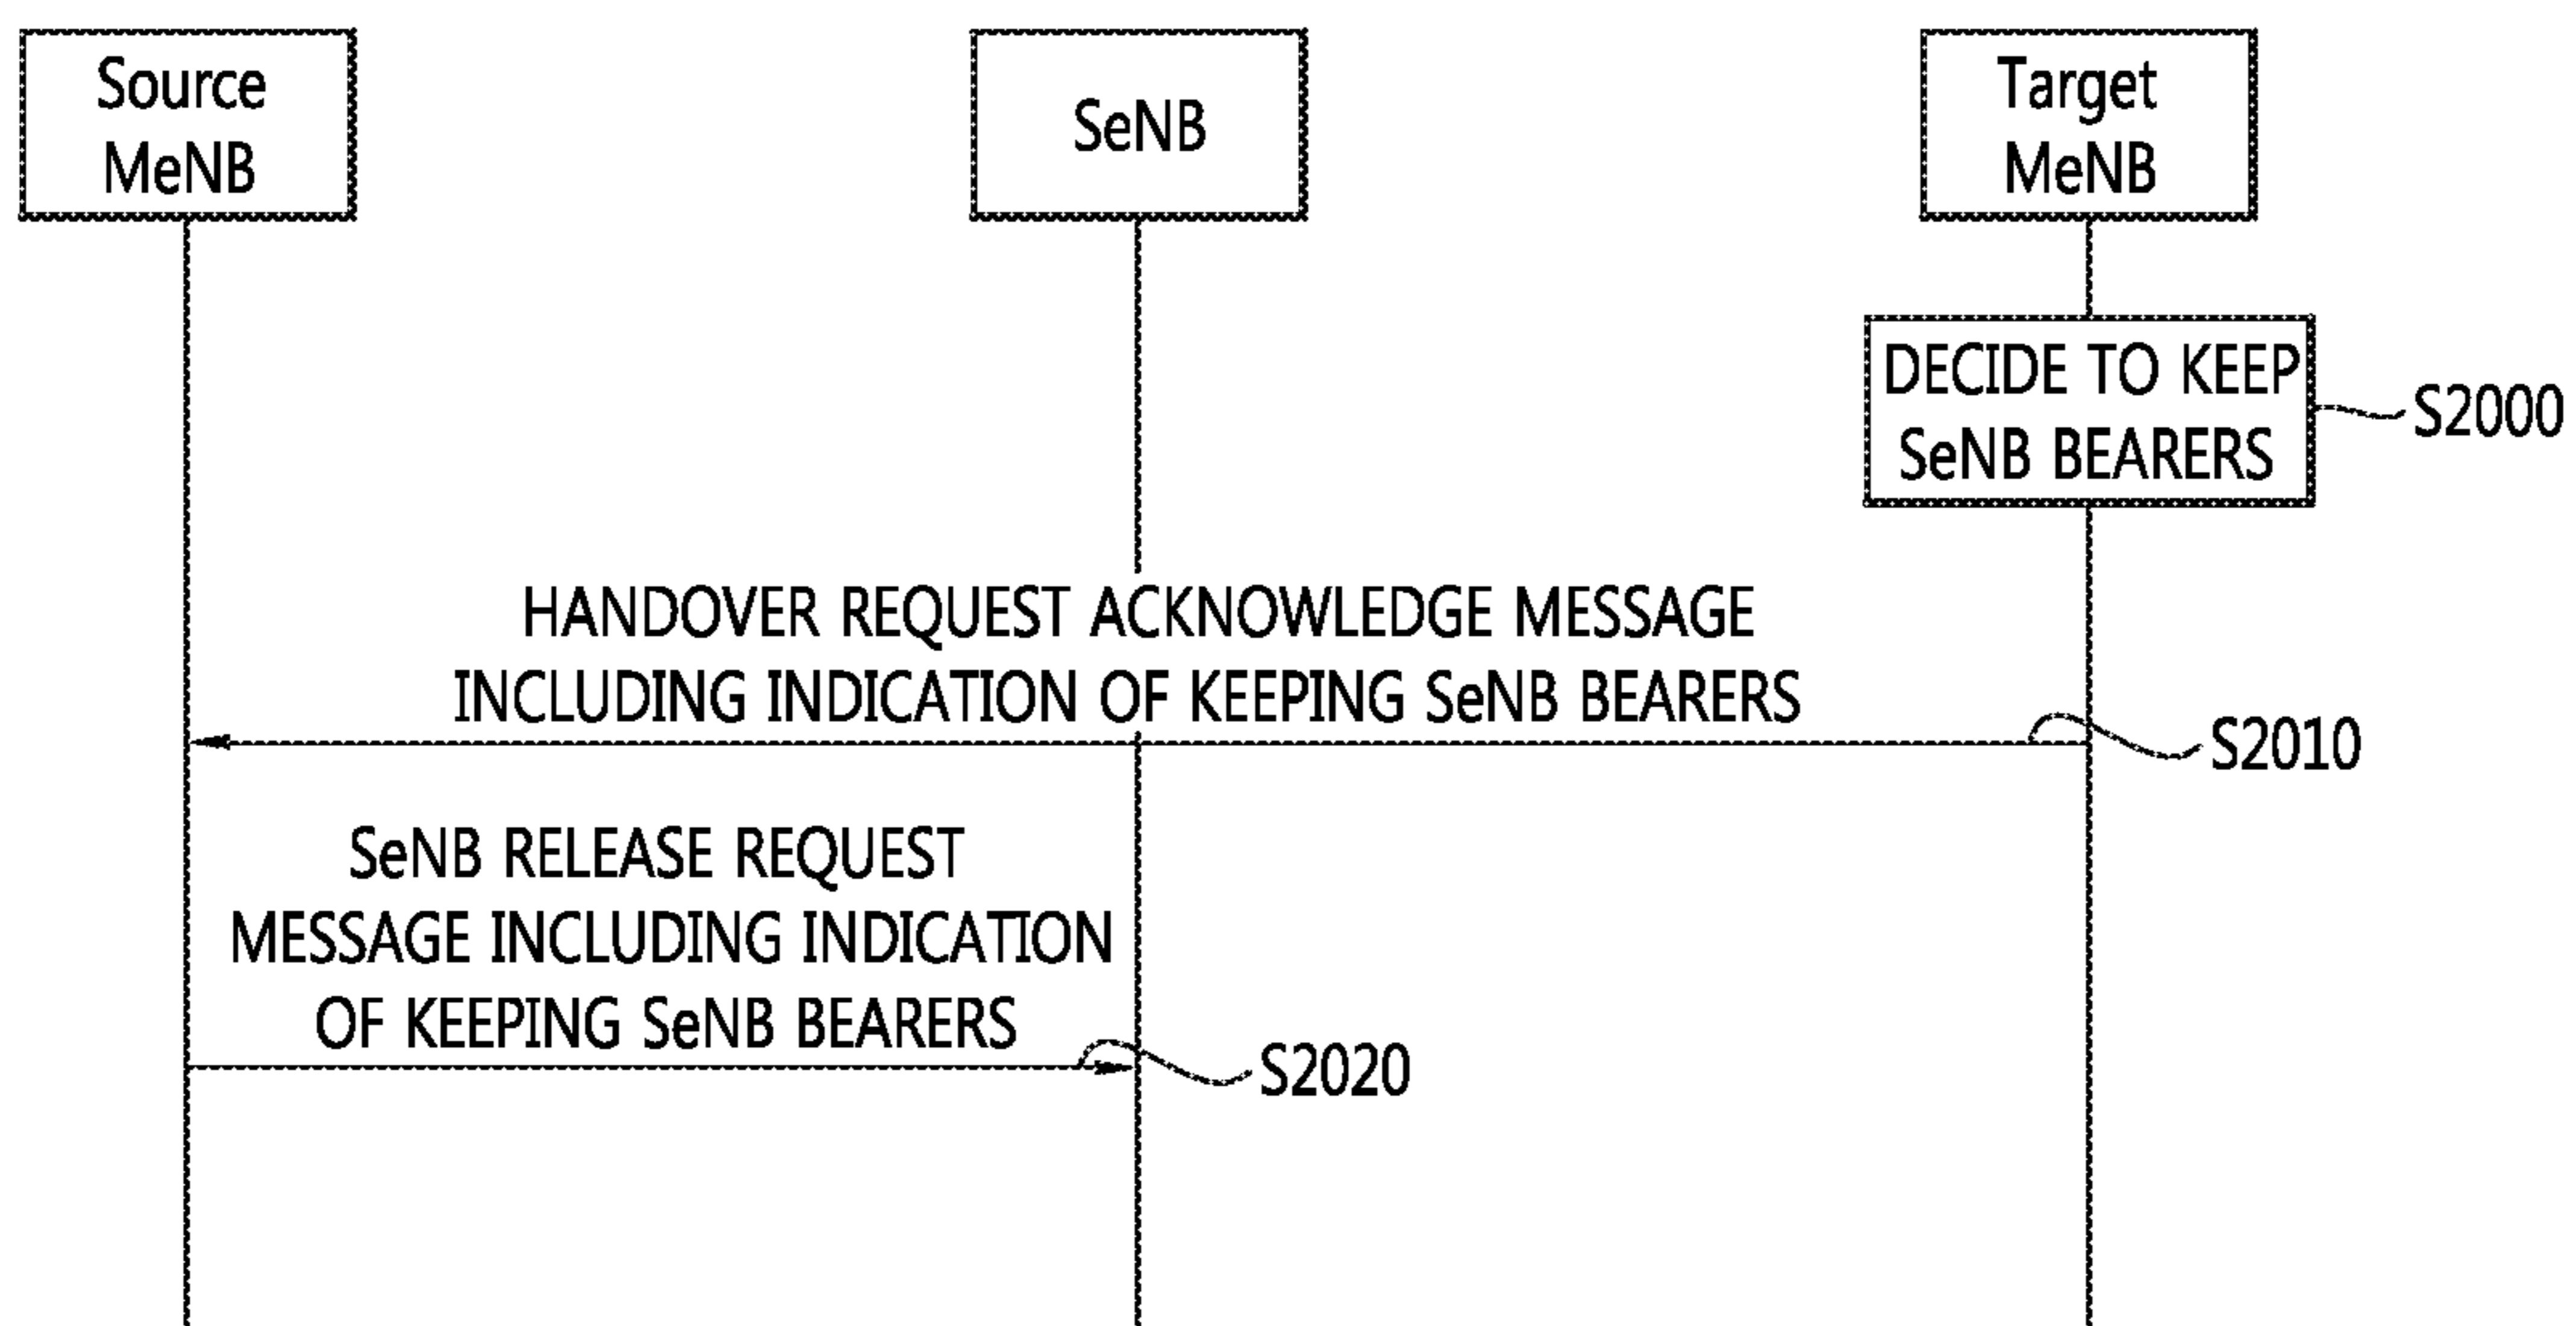 Source
MeNB
SeNB
Target
MeNB
DECIDE TO KEEP
SeNB BEARERS
S2000
HANDOVER REQUEST ACKNOWLEDGE MESSAGE
INCLUDING INDICATION OF KEEPING SeNB BEARERS
S2010
SeNB RELEASE REQUEST
MESSAGE INCLUDING INDICATION
OF KEEPING SeNB BEARERS
S2020